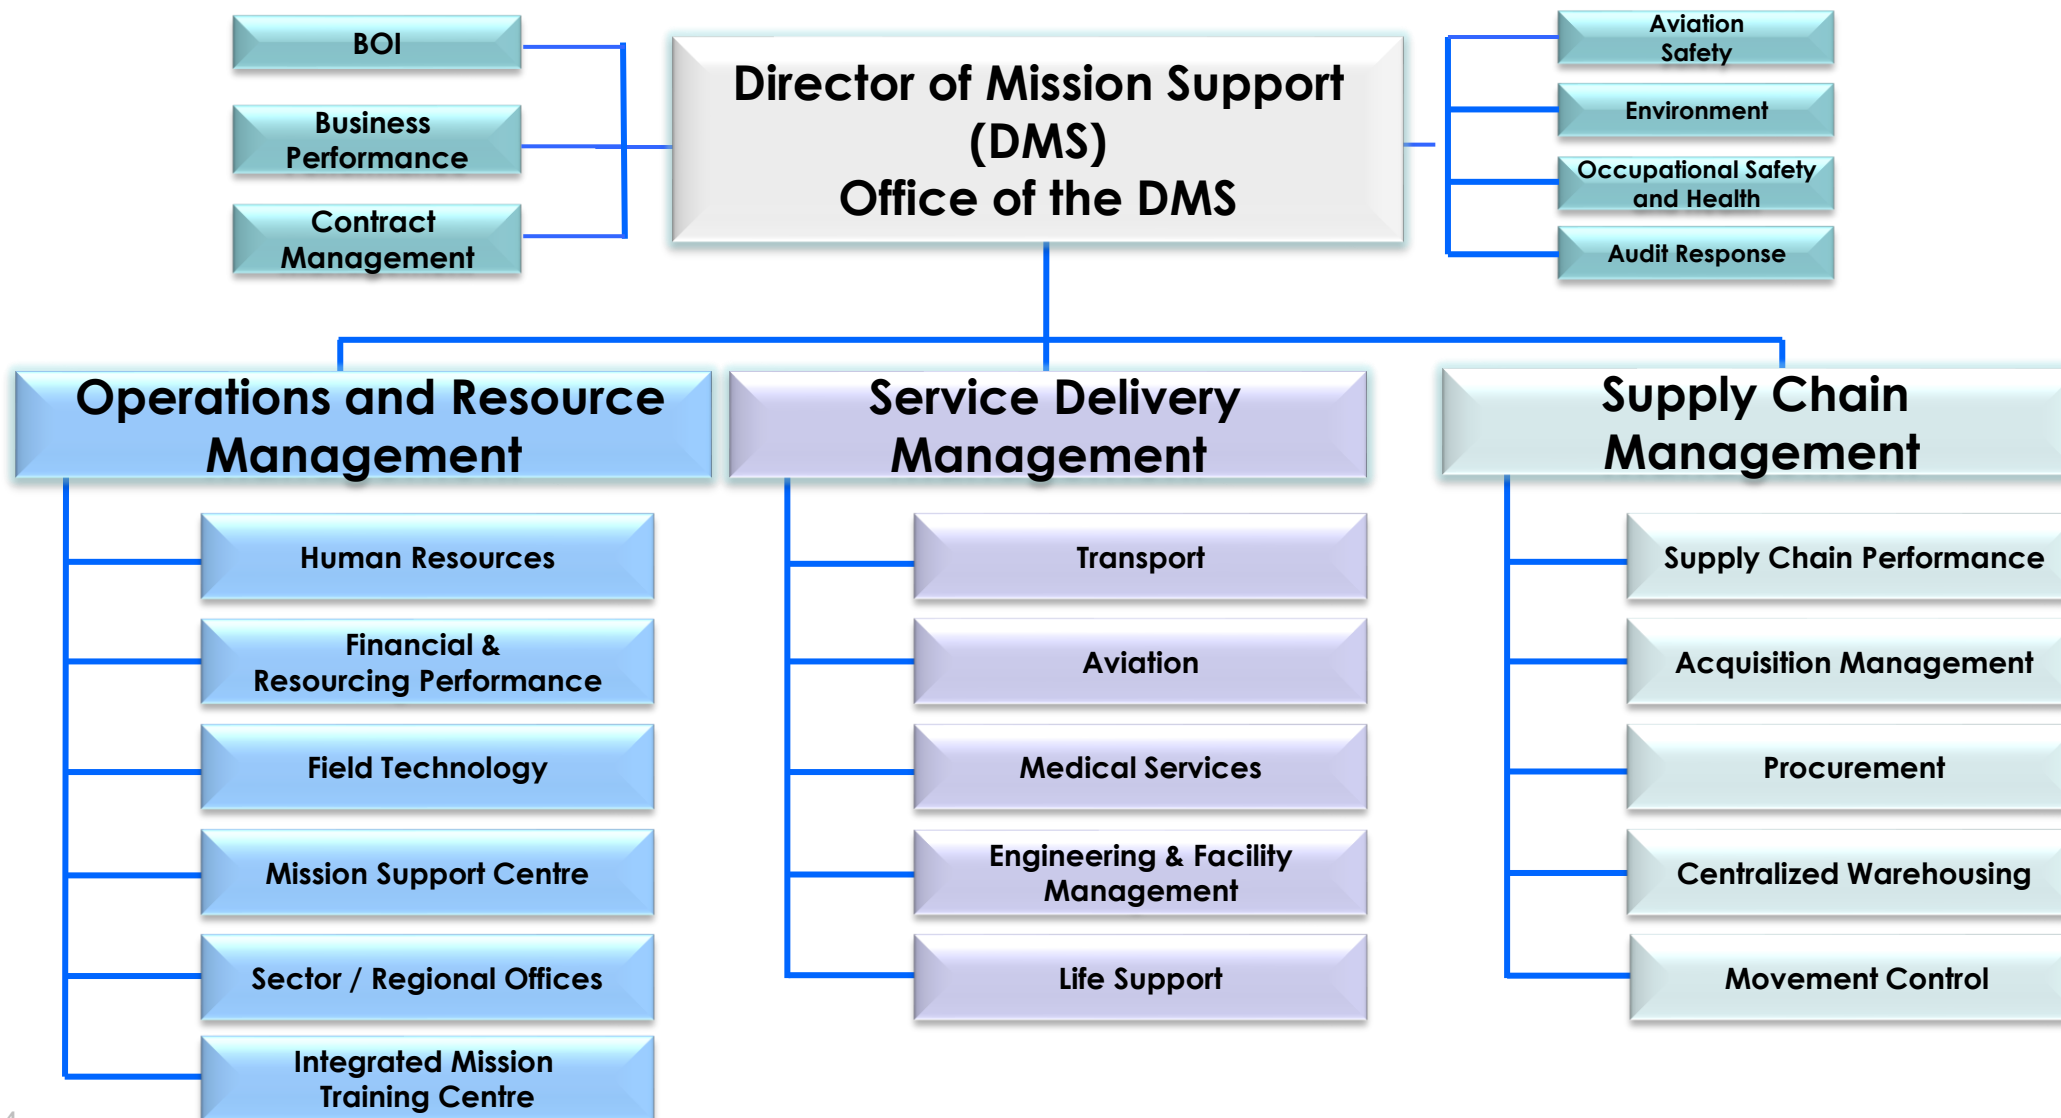 BOI
Business
Performance
Contract
Management
Director of Mission Support
(DMS)
Office of the DMS
Aviation
Safety
Environment
Occupational Safety
and Health
Audit Response
Operations and Resource
Management
Human Resources
Financial &
Resourcing Performance
Field Technology
Mission Support Centre
Sector / Regional Offices
Integrated Mission
Training Centre
Service Delivery
Management
Transport
Aviation
Medical Services
Engineering & Facility
Management
Life Support
Supply Chain
Management
Supply Chain Performance
Acquisition Management
Procurement
Centralized Warehousing
Movement Control